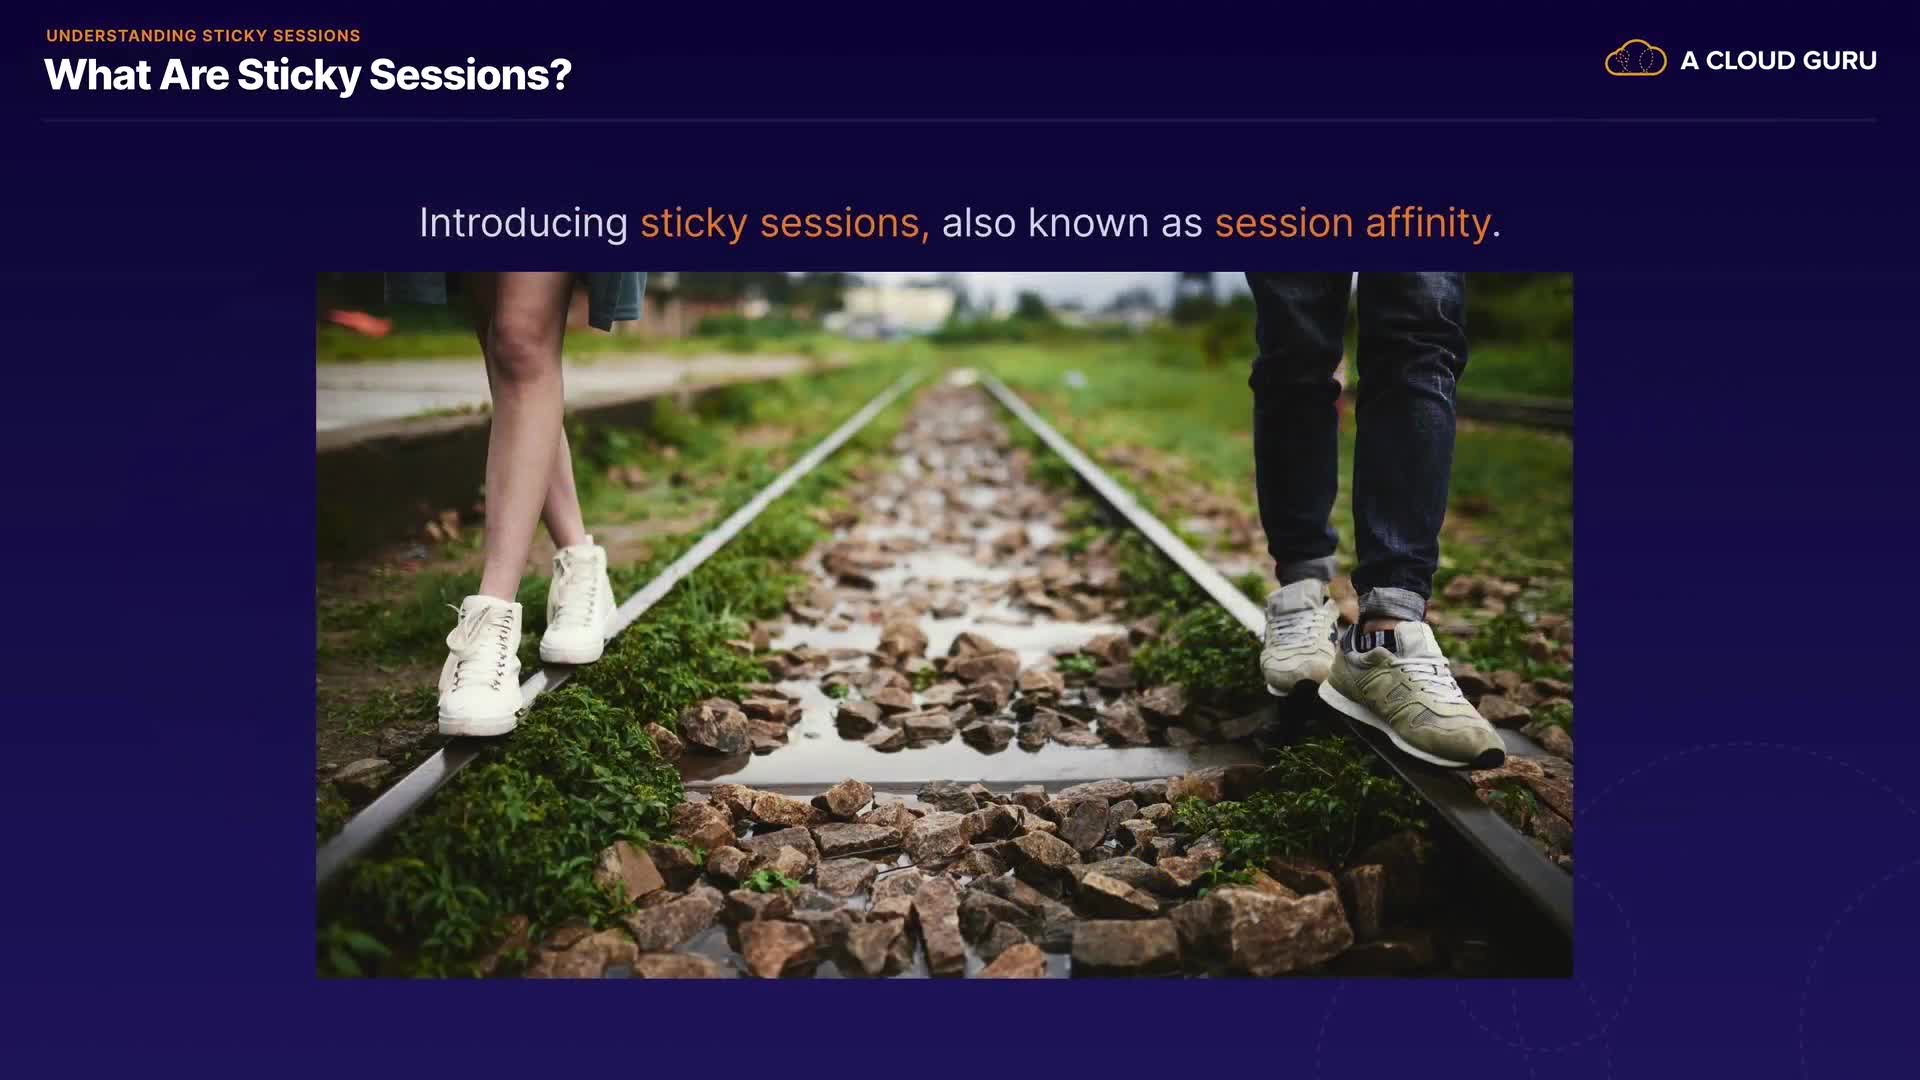 UNDERSTANDING STICKY SESSIONS
What Are Sticky Sessions?
A CLOUD GURU
Introducing sticky sessions, also known as session affinity.